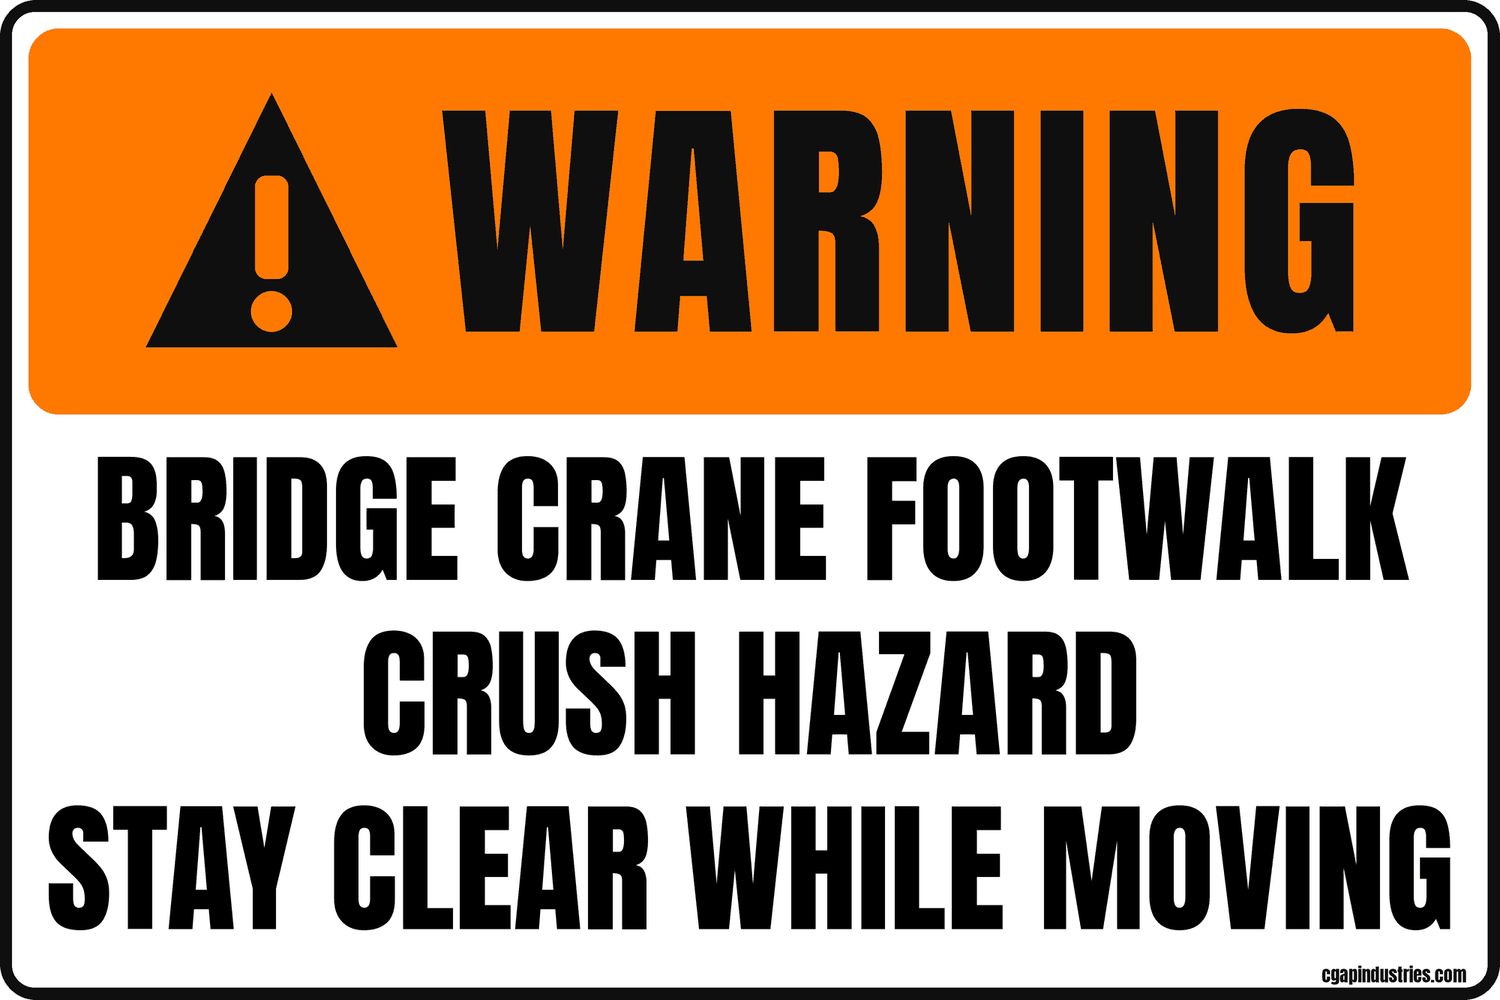 WARNING
BRIDGE CRANE FOOTWALK
CRUSH HAZARD
STAY CLEAR WHILE MOVING
cgapindustries.com